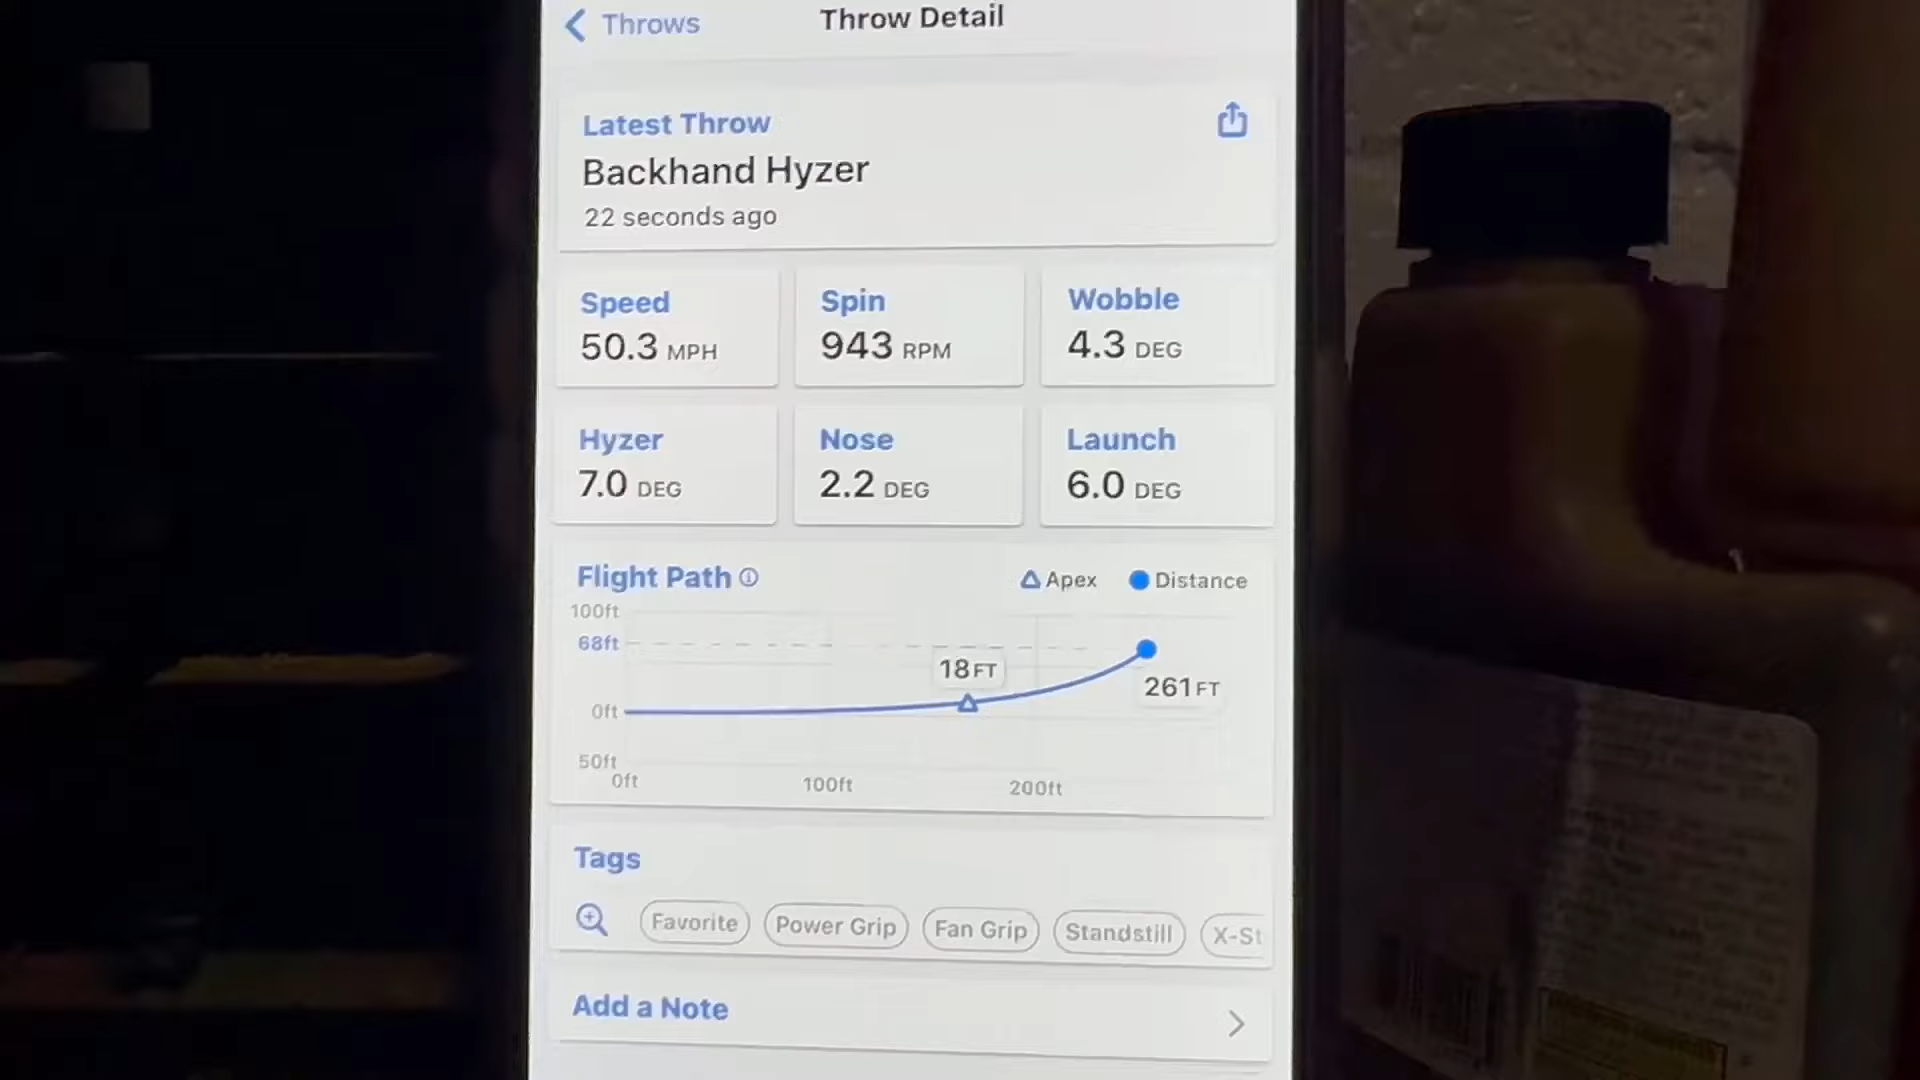 Throws
Throw Detail
Latest Throw
Backhand Hyzer
22 seconds ago
Speed
50.3 MPH
Spin
943 RPM
Wobble
4.3 DEG
Hyzer
7.0 DEG
Nose
2.2 DEG
Launch
6.0 DEG
Flight Path
Apex
Distance
100ft
68ft
18 FT
261 FT
0ft
50ft
0ft
100ft
200ft
Tags
Favorite
Power Grip
Fan Grip
Standstill
X-St
Add a Note